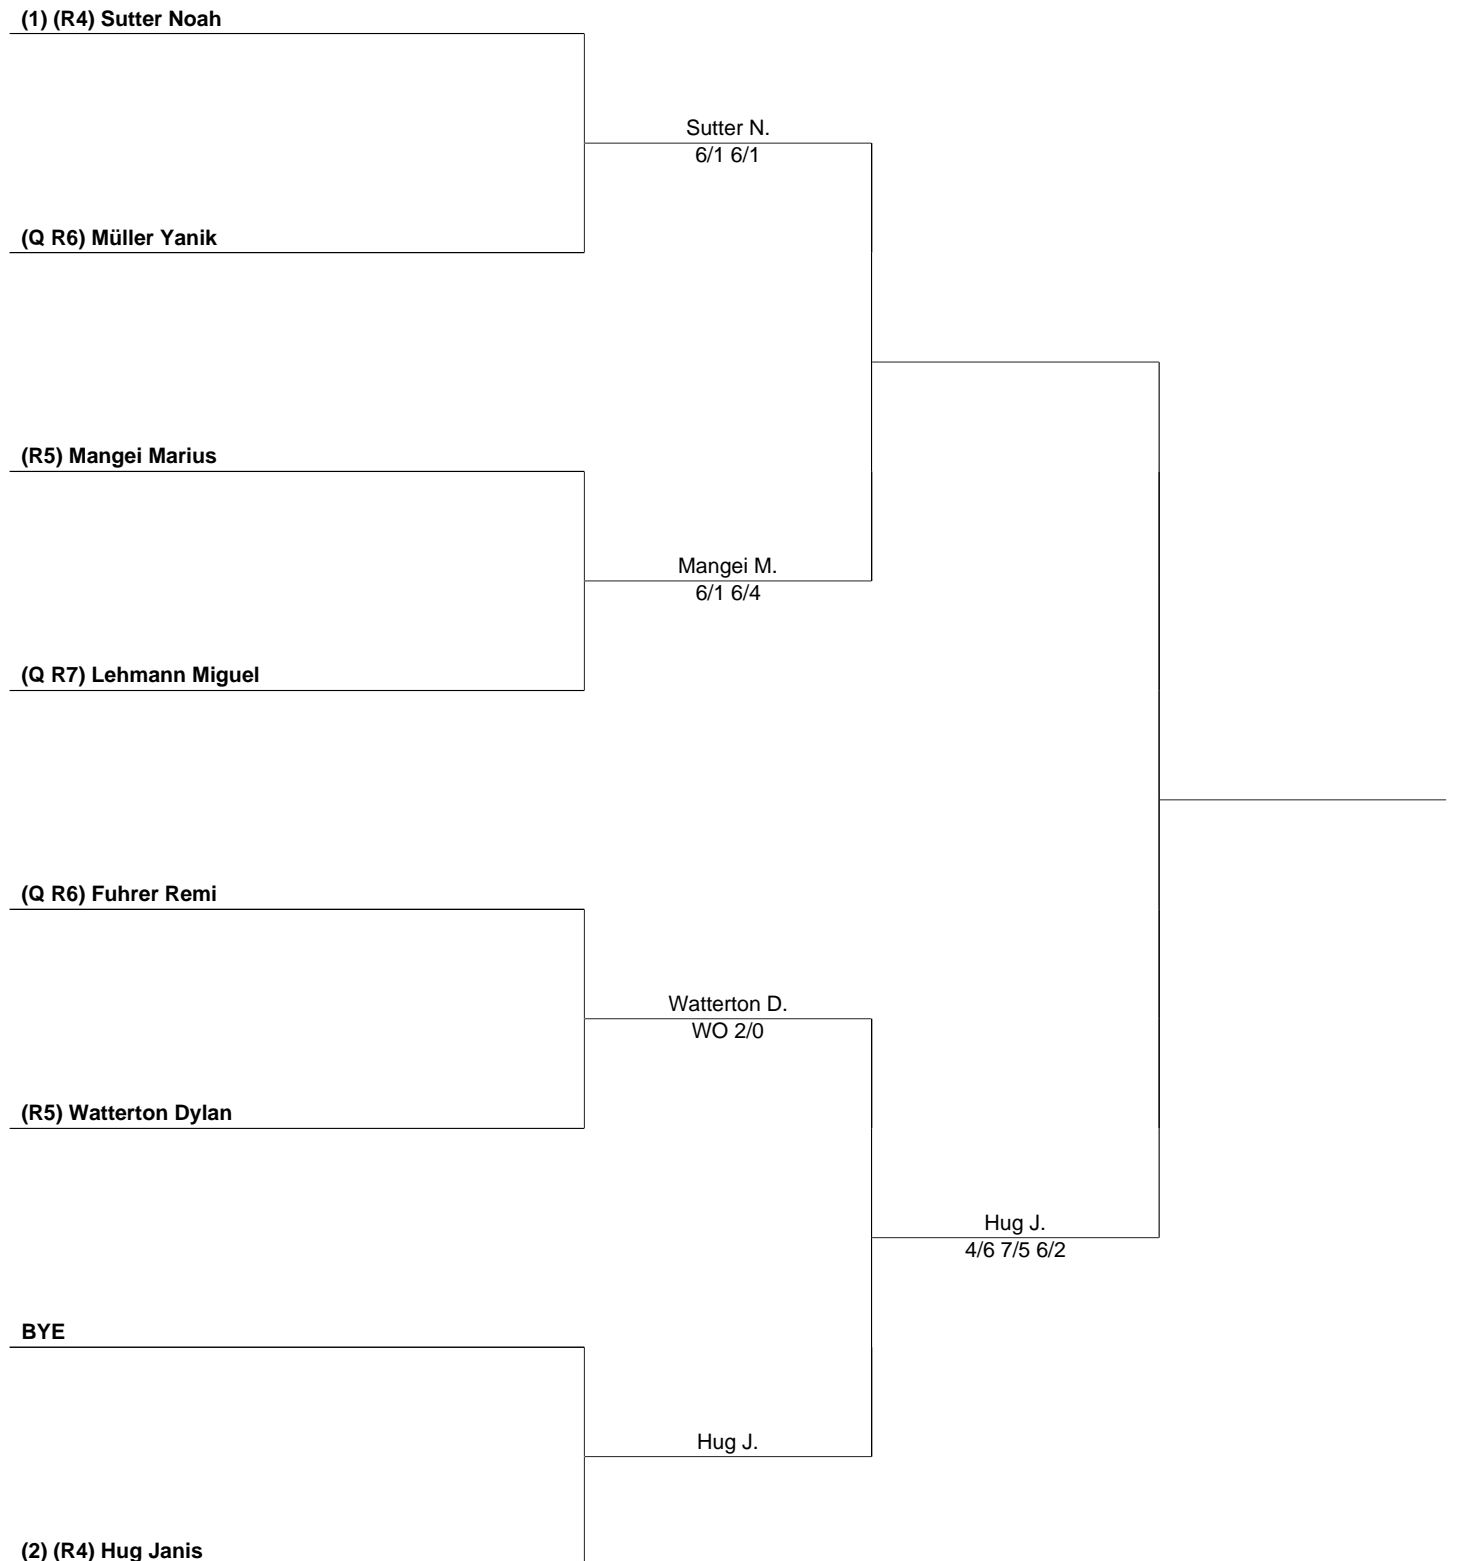 (1) (R4) Sutter Noah
Sutter N.
6/1 6/1
(Q R6) Müller Yanik
(R5) Mangei Marius
Mangei M.
6/1 6/4
(Q R7) Lehmann Miguel
(Q R6) Fuhrer Remi
Watterton D.
WO 2/0
(R5) Watterton Dylan
Hug J.
4/6 7/5 6/2
BYE
Hug J.
(2) (R4) Hug Janis